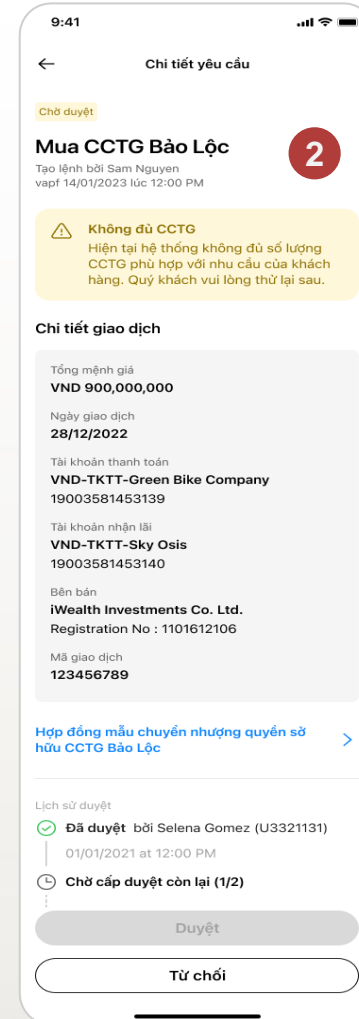 9:41
Chi tiết yêu cầu
Chờ duyệt
Mua CCTG Bảo Lộc
2
Tạo lệnh bởi Sam Nguyen
vapf 14/01/2023 lúc 12:00 PM
Không đủ CCTG
Hiện tại hệ thống không đủ số lượng
CCTG phù hợp với nhu cầu của khách
hàng. Quý khách vui lòng thử lại sau.
Chi tiết giao dịch
Tổng mệnh giá
VND 900,000,000
Ngày giao dịch
28/12/2022
Tài khoản thanh toán
VND-TKTT-Green Bike Company
19003581453139
Tài khoản nhận lãi
VND-TKTT-Sky Osis
19003581453140
Bên bán
iWealth Investments Co. Ltd.
Registration No : 1101612106
Mã giao dịch
123456789
Hợp đồng mẫu chuyển nhượng quyền sở
hữu CCTG Bảo Lộc
Lịch sử duyệt
Đã duyệt bởi Selena Gomez (U3321131)
01/01/2021 at 12:00 PM
Chờ cấp duyệt còn lại (1/2)
Duyệt
Từ chối